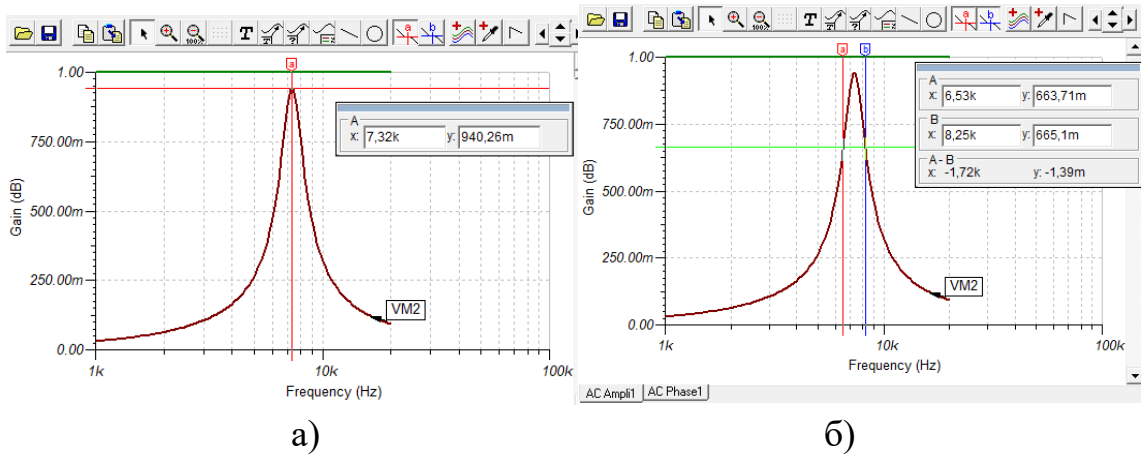 T
100%
a
b
a
1.00
750.00m
500.00m
250.00m
0.00
Gain (dB)
A
x: 7,32k y: 940,26m
VM2
1k
10k
100k
Frequency (Hz)
а)
T
100%
a
b
a
b
1.00
750.00m
500.00m
250.00m
0.00
Gain (dB)
A
x: 6,53k y: 663,71m
B
x: 8,25k y: 665,1m
A - B
x: -1,72k y: -1,39m
VM2
1k
10k
100k
Frequency (Hz)
AC Ampli1 AC Phase1
б)